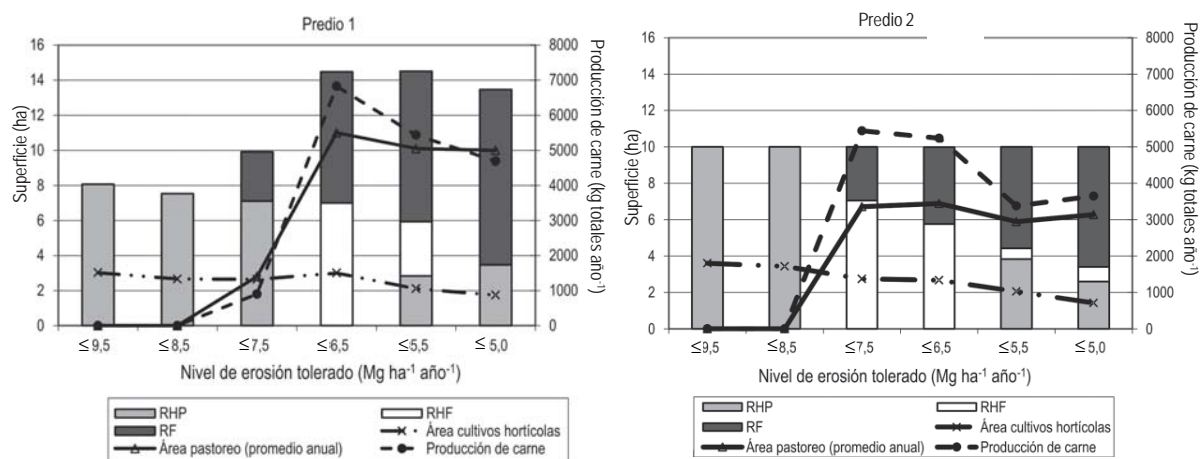 Predio 1
Superficie (ha)
16
14
12
10
8
6
4
2
0
8000
7000
6000
5000
4000
3000
2000
1000
0
Producción de carne (kg totales año⁻¹)
≤9,5 ≤8,5 ≤7,5 ≤6,5 ≤5,5 ≤ 5,0
Nivel de erosión tolerado (Mg ha⁻¹ año⁻¹)
RHP RHF
RF Área cultivos hortícolas
Área pastoreo (promedio anual) Producción de carne
Predio 2
Superficie (ha)
16
14
12
10
8
6
4
2
0
8000
7000
6000
5000
4000
3000
2000
1000
0
Producción de carne (kg totales año⁻¹)
≤9,5 ≤8,5 ≤7,5 ≤6,5 ≤5,5 ≤5,0
Nivel de erosión tolerado (Mg ha⁻¹ año⁻¹)
RHP RHF
RF Área cultivos hortícolas
Área pastoreo (promedio anual) Producción de carne